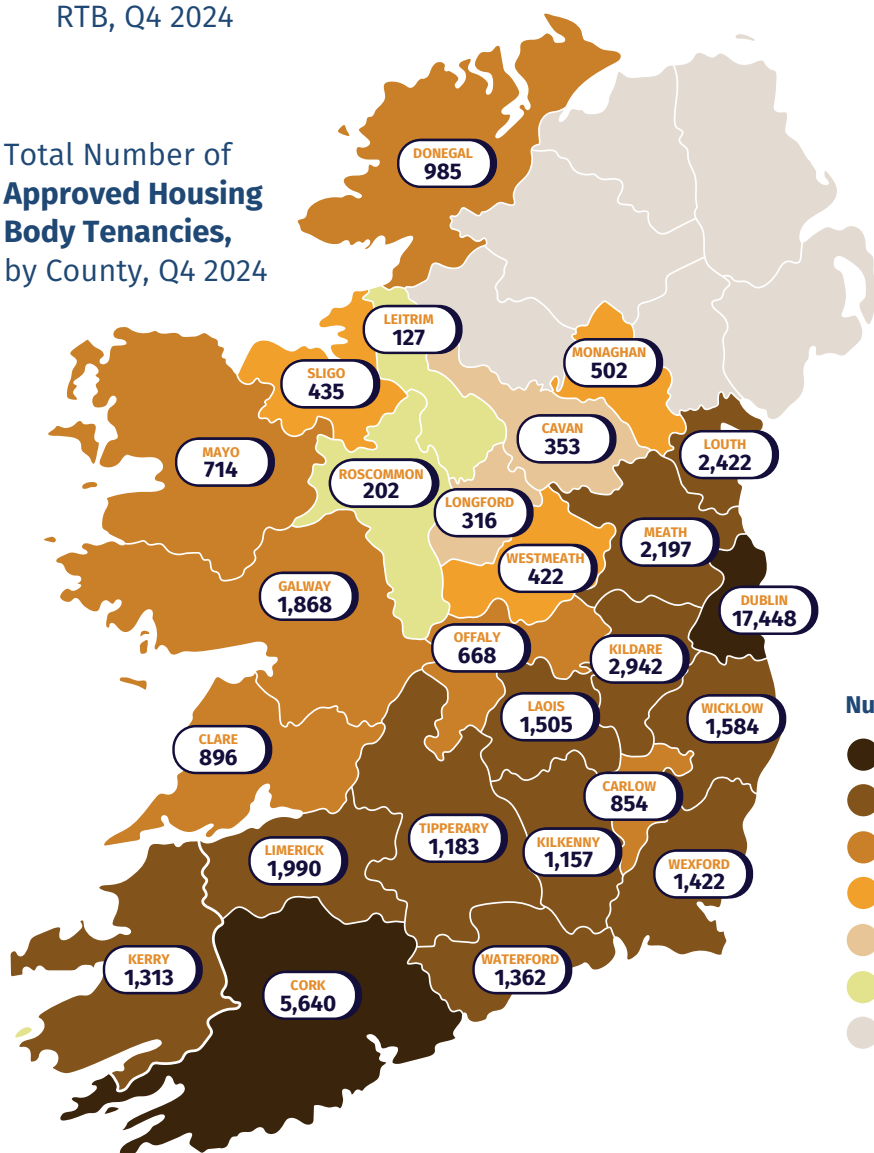 RTB, Q4 2024
Total Number of
Approved Housing
Body Tenancies,
by County, Q4 2024
DONEGAL
985
LEITRIM
127
MONAGHAN
502
SLIGO
435
CAVAN
353
LOUTH
2,422
MAYO
714
ROSCOMMON
202
LONGFORD
316
MEATH
2,197
WESTMEATH
422
GALWAY
1,868
DUBLIN
17,448
OFFALY
668
KILDARE
2,942
LAOIS
1,505
WICKLOW
1,584
CLARE
896
CARLOW
854
TIPPERARY
1,183
KILKENNY
1,157
LIMERICK
1,990
WEXFORD
1,422
KERRY
1,313
WATERFORD
1,362
CORK
5,640
Nu